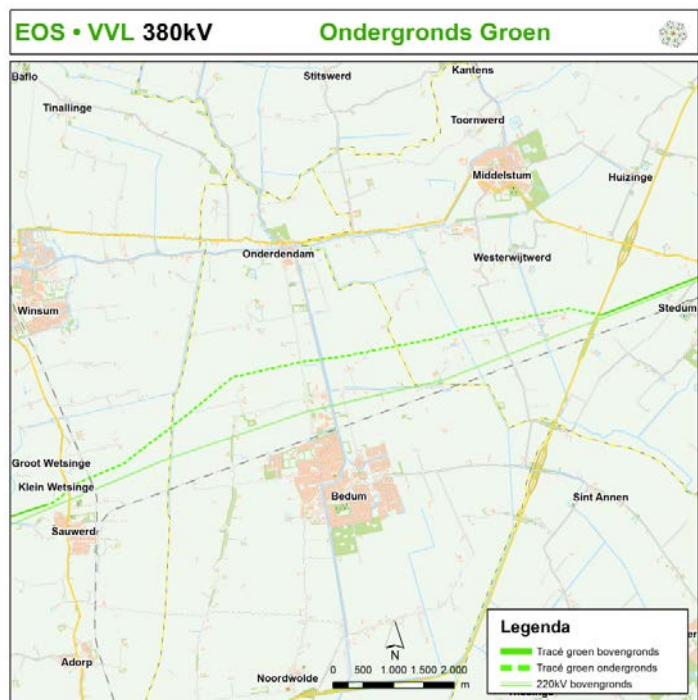 EOS • VVL 380kV Ondergronds Groen
Baflo
Stitswerd
Kantens
Tinallinge
Toornwerd
Middelstum
Huizinge
Onderdendam
Westerwijtwerd
Winsum
Stedum
Groot Wetsinge
Klein Wetsinge
Bedum
Sint Annen
Sauwerd
Adorp
Noordwolde
N
0 500 1.000 1.500 2.000
m
Legenda
Tracé groen bovengronds
Tracé groen ondergronds
220kV bovengronds